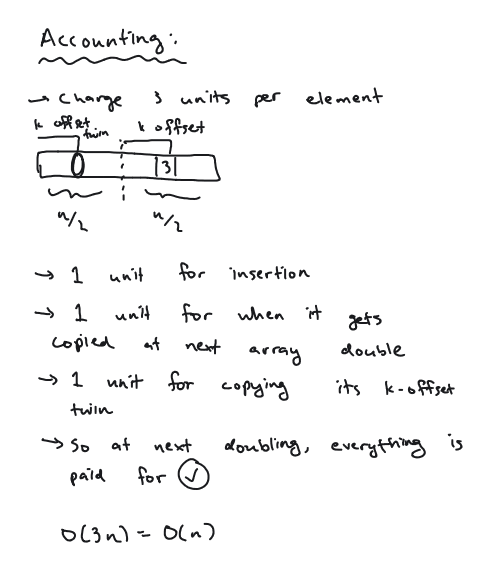 Accounting:
→ Charge 3 units per element
k offset twin k offset
0 3
n/2 n/2
→ 1 unit for insertion
→ 1 unit for when it gets
copied at next array double
→ 1 unit for copying its k-offset
twin
→ So at next doubling, everything is
paid for ✓
O(3n) = O(n)